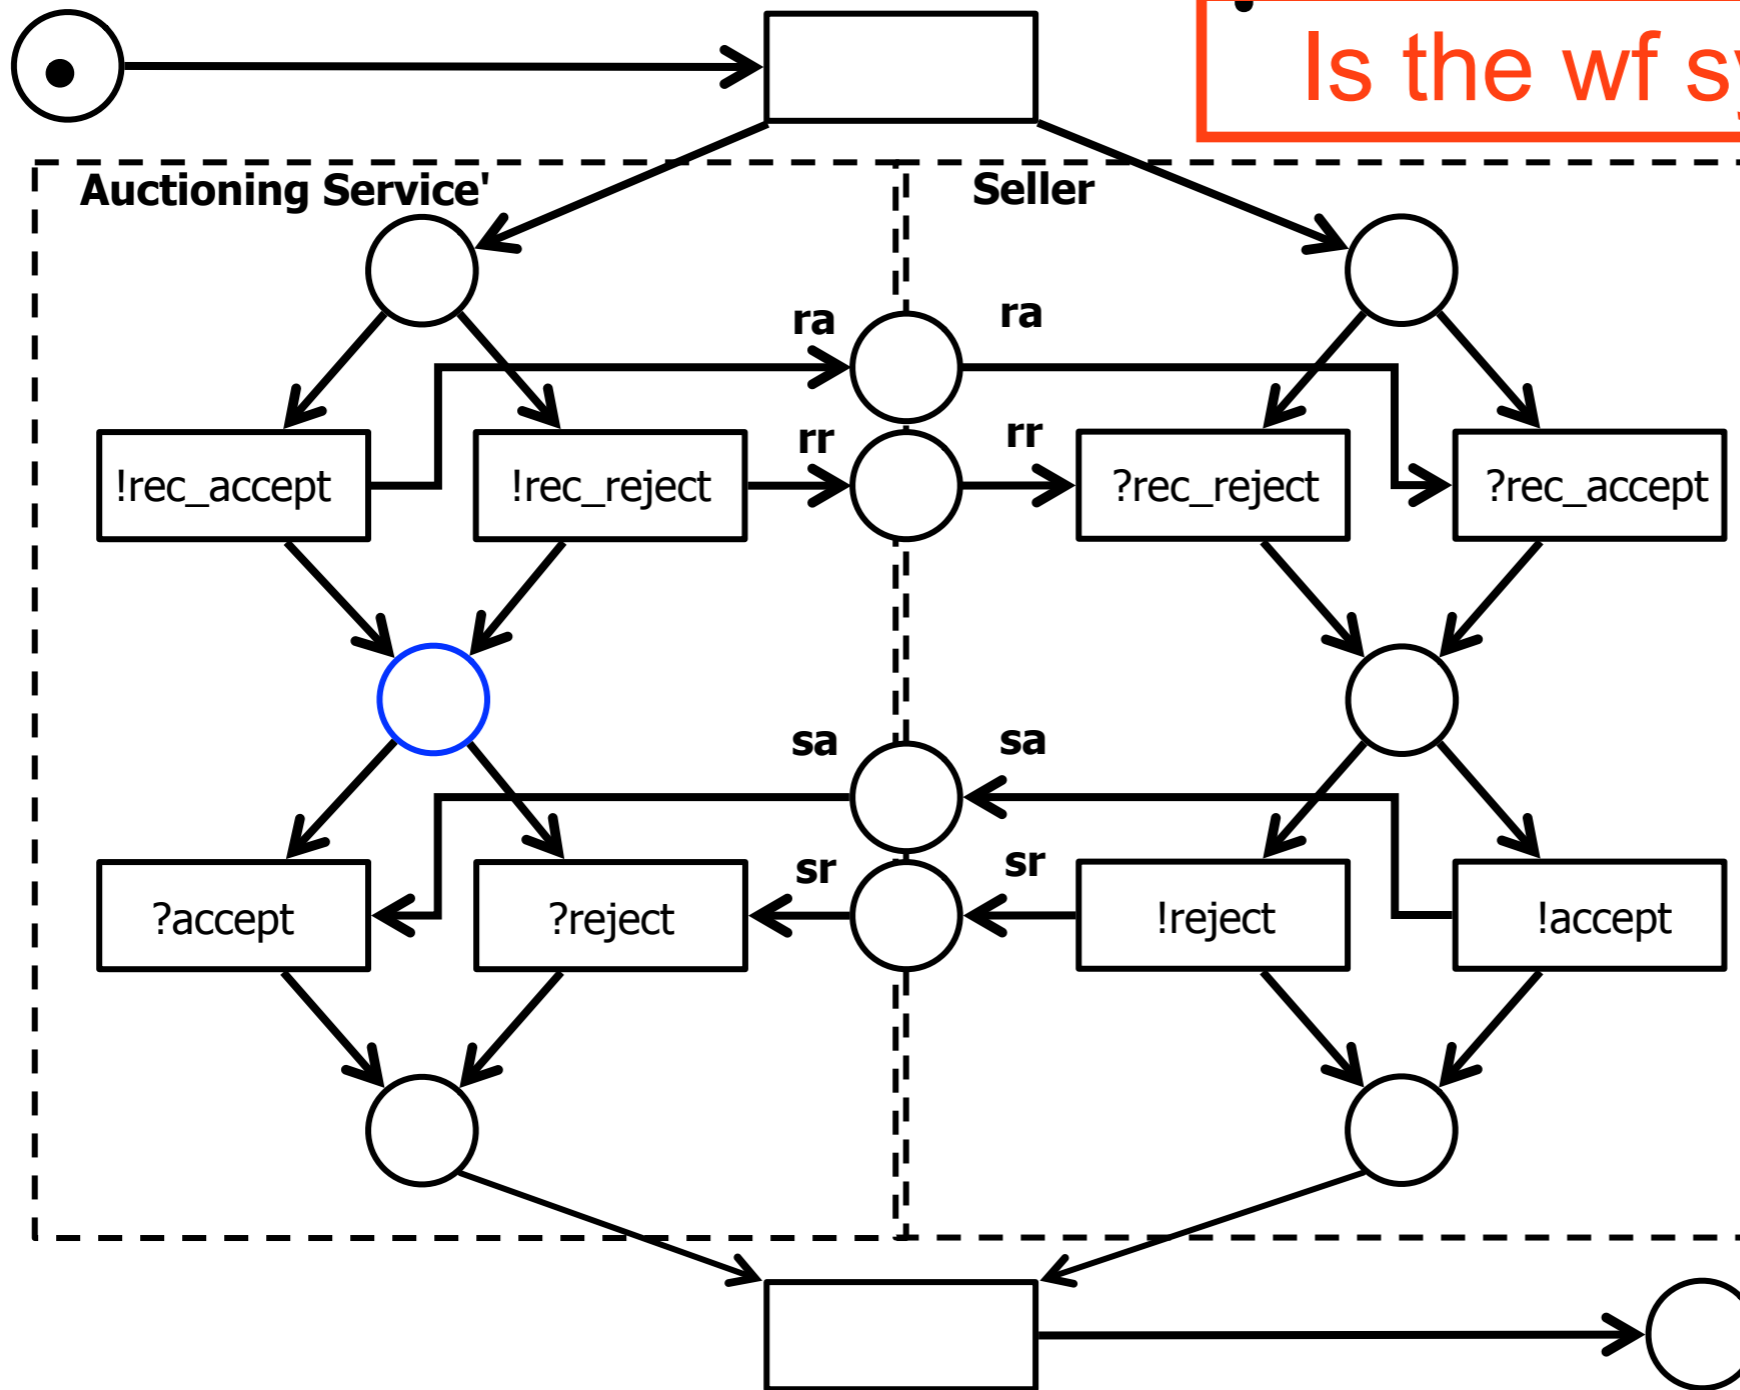 Is the wf
Auctioning Service'
Seller
ra
ra
rr
rr
!rec_accept
!rec_reject
?rec_reject
?rec_accept
sa
sa
sr
sr
?accept
?reject
!reject
!accept